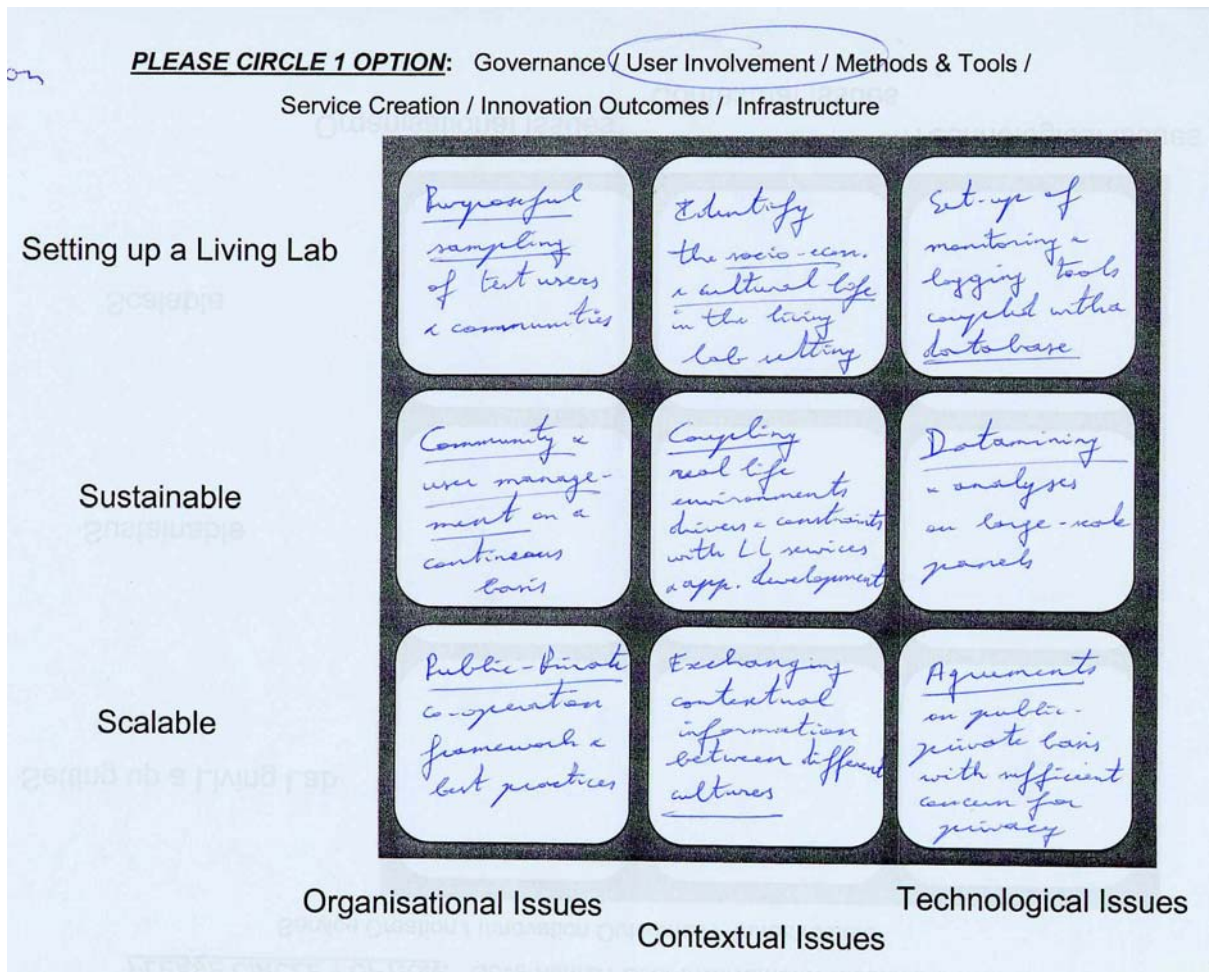 on
PLEASE CIRCLE 1 OPTION: Governance / User Involvement / Methods & Tools /
Service Creation / Innovation Outcomes / Infrastructure
Setting up a Living Lab
Purposeful
sampling
of test users
& communities
Identify
the socio-econ.
& cultural life
in the living
lab setting
Set-up of
monitoring &
logging tools
coupled with a
database
Sustainable
Community &
user manage-
ment on a
continuous
basis
Coupling
real life
environments
drivers & constraints
with LL services
& app. development
Datamining
& analyses
on large-scale
panels
Scalable
Public-Private
co-operation
framework &
best practices
Exchanging
contextual
information
between different
cultures
Agreements
on public-
private basis
with sufficient
concern for
privacy
Organisational Issues
Contextual Issues
Technological Issues